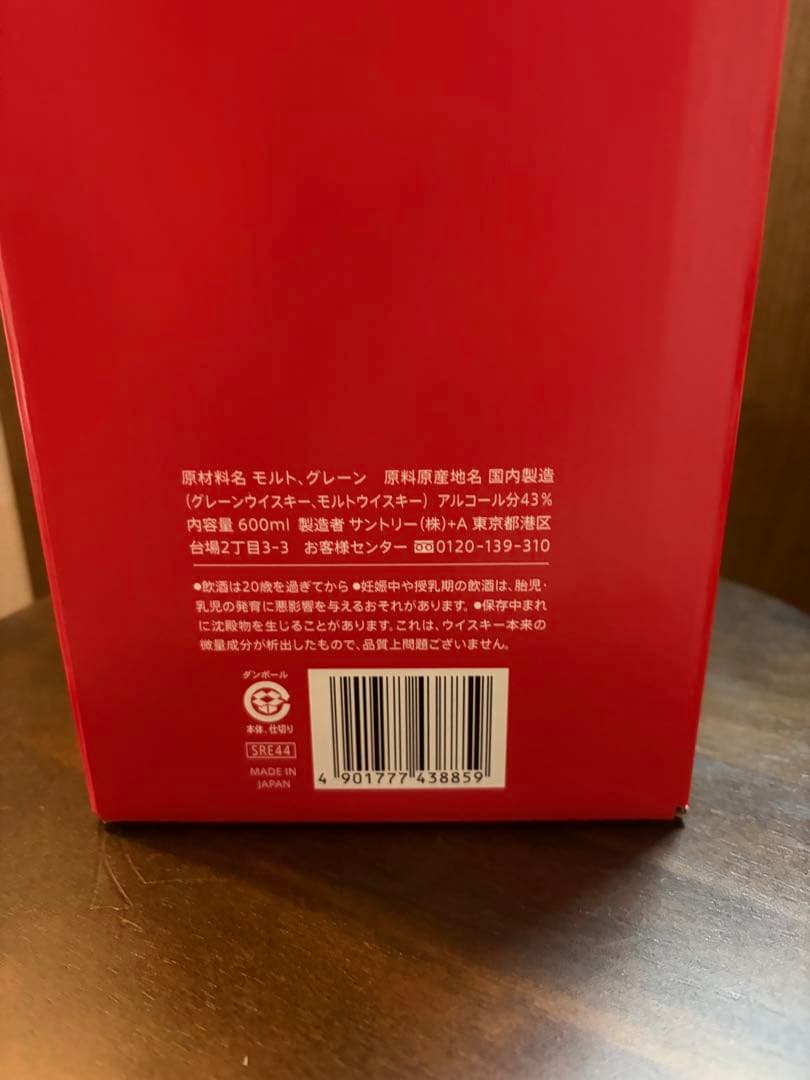 原材料名 モルト、グレーン 原料原産地名 国内製造
(グレーンウイスキー、モルトウイスキー) アルコール分43%
内容量 600ml 製造者 サントリー(株)+A 東京都港区
台場2丁目3-3 お客様センター 0120-139-310
●飲酒は20歳を過ぎてから ●妊娠中や授乳期の飲酒は、胎児・
乳児の発育に悪影響を与えるおそれがあります。 ●保存中まれ
に沈殿物を生じることがあります。これは、ウイスキー本来の
微量成分が析出したもので、品質上問題ございません。
ダンボール
本体、仕切り
SRE44
MADE IN
JAPAN
4 901777 438859